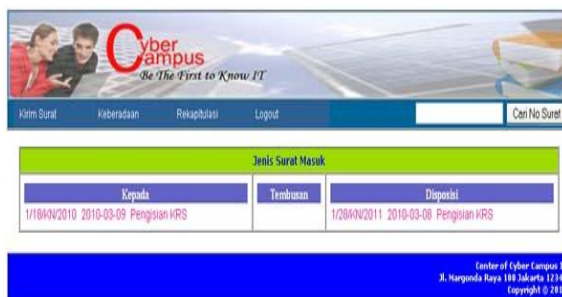 Cyber
Campus
Be The First to Know IT
Kirim Surat Keberadaan Rekapitulasi Logout Cari No Surat
Jenis Surat Masuk
Kepada Tembusan Disposisi
1/18/KN/2010 2010-03-09 Pengisian KRS 1/28/KN/2011 2010-03-08 Pengisian KRS
Center of Cyber Campus
Jl. Margonda Raya 100 Jakarta 1234
Copyright ©